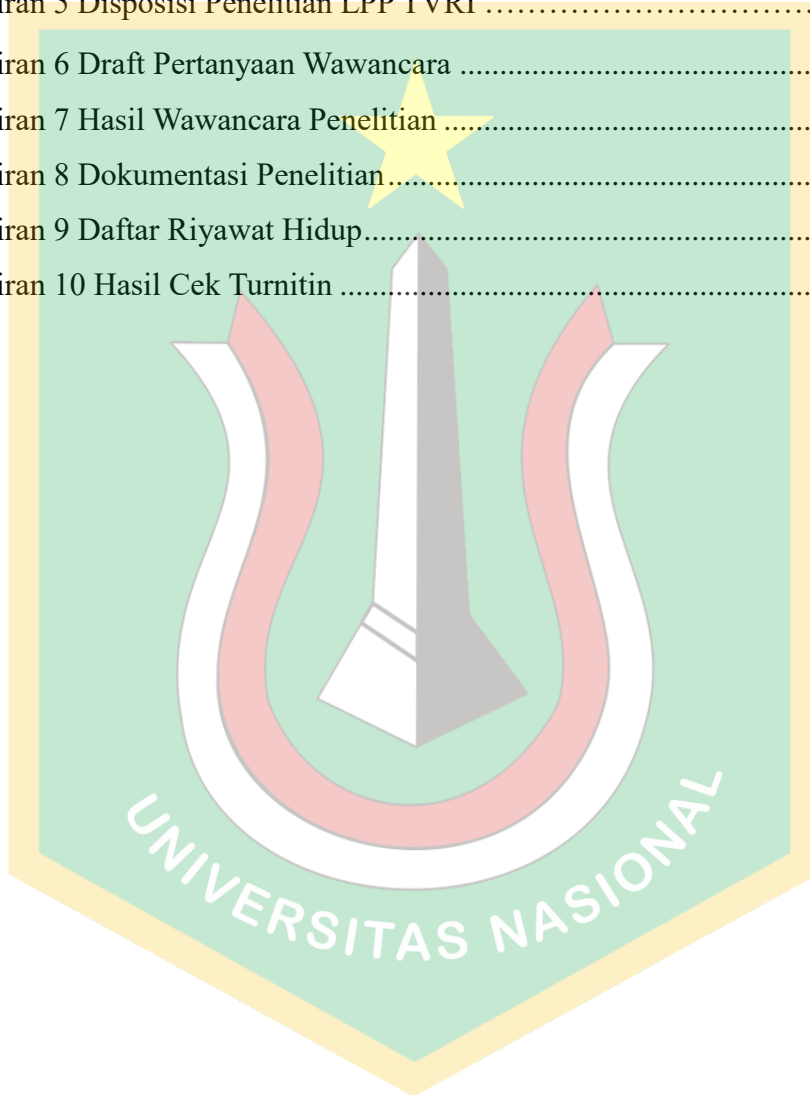 iran 5 Disposisi Penelitian LPP TVRI ..............................
iran 6 Draft Pertanyaan Wawancara ..........................................
iran 7 Hasil Wawancara Penelitian ............................................
iran 8 Dokumentasi Penelitian...................................................
iran 9 Daftar Riyawat Hidup......................................................
iran 10 Hasil Cek Turnitin .........................................................
UNIVERSITAS NASIONAL